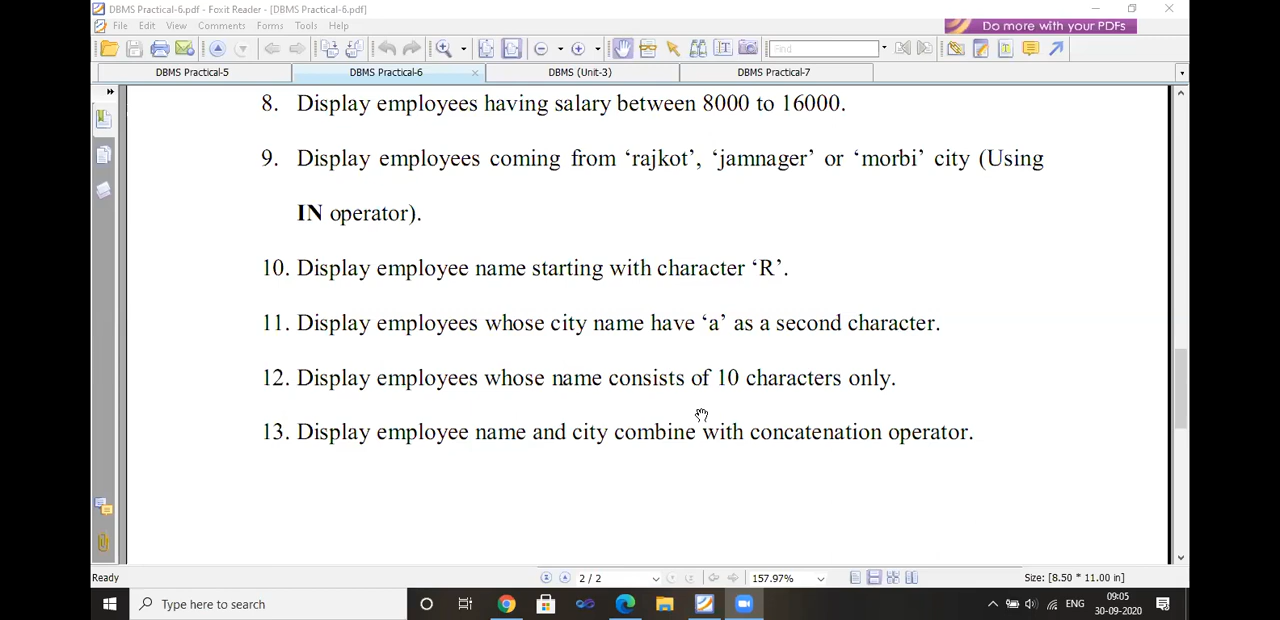 DBMS Practical-6.pdf - Foxit Reader - [DBMS Practical-6.pdf]
File Edit View Comments Forms Tools Help
Do more with your PDFs
Find
DBMS Practical-5 DBMS Practical-6 DBMS (Unit-3) DBMS Practical-7
8. Display employees having salary between 8000 to 16000.
9. Display employees coming from ‘rajkot’, ‘jamnager’ or ‘morbi’ city (Using
IN operator).
10. Display employee name starting with character ‘R’.
11. Display employees whose city name have ‘a’ as a second character.
12. Display employees whose name consists of 10 characters only.
13. Display employee name and city combine with concatenation operator.
Ready 2 / 2 157.97% Size: [8.50 * 11.00 in]
Type here to search ENG 09:05
30-09-2020